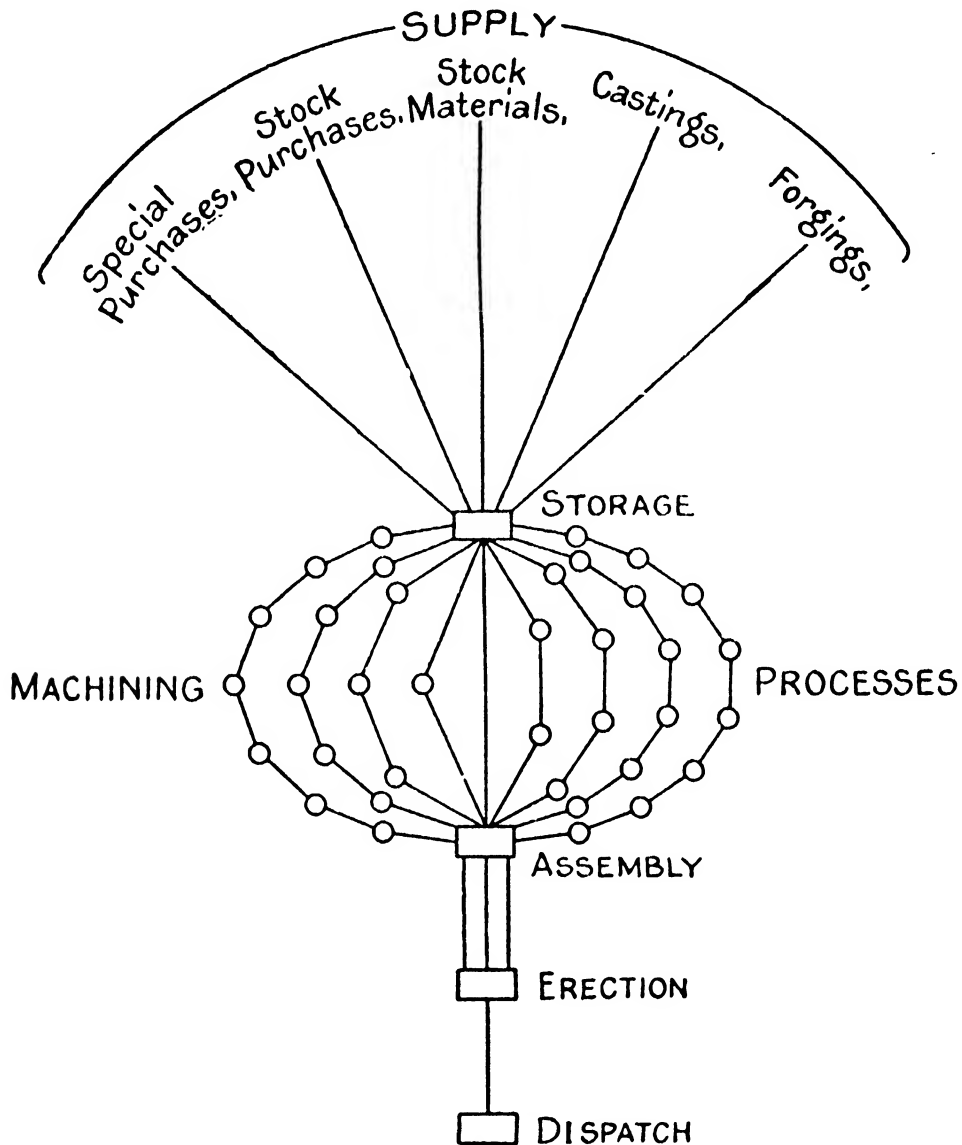 SUPPLY
Special
Purchases,
Stock
Purchases.
Stock
Materials,
Castings,
Forgings,
STORAGE
MACHINING
PROCESSES
ASSEMBLY
ERECTION
DISPATCH